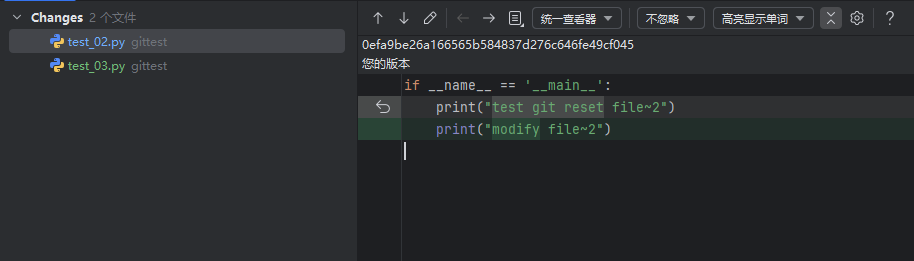 Changes 2 个文件
test_02.py gittest
test_03.py gittest
统一查看器 不忽略 高亮显示单词 ?
0efa9be26a166565b584837d276c646fe49cf045
您的版本
if __name__ == '__main__':
print("test git reset file~2")
print("modify file~2")